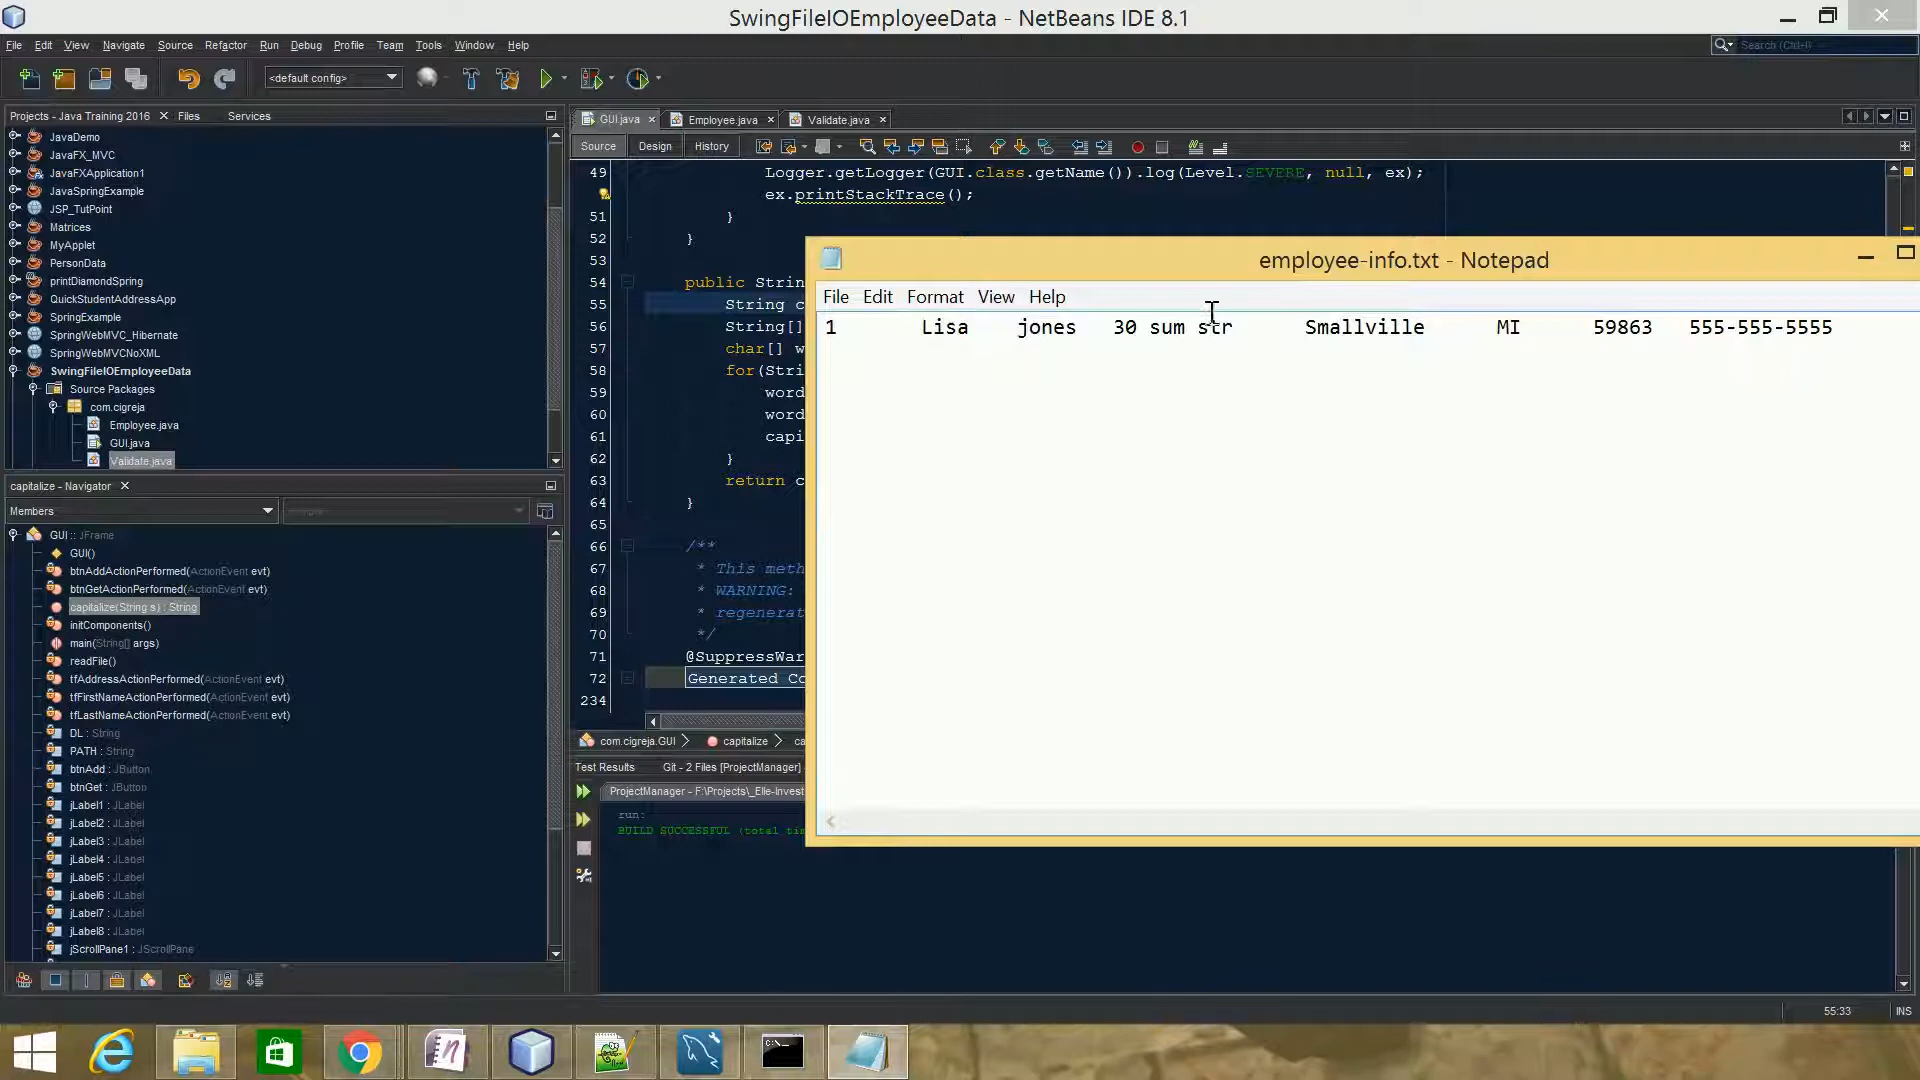 SwingFileIOEmployeeData - NetBeans IDE 8.1
File Edit View Navigate Source Refactor Run Debug Profile Team Tools Window Help
Search (Ctrl+I)
<default config>
Projects - Java Training 2016 Files Services
JavaDemo
JavaFX_MVC
JavaFXApplication1
JavaSpringExample
JSP_TutPoint
Matrices
MyApplet
PersonData
printDiamondSpring
QuickStudentAddressApp
SpringExample
SpringWebMVC_Hibernate
SpringWebMVCNoXML
SwingFileIOEmployeeData
Source Packages
com.cigreja
Employee.java
GUI.java
Validate.java
capitalize - Navigator
Members
GUI :: JFrame
GUI()
btnAddActionPerformed(ActionEvent evt)
btnGetActionPerformed(ActionEvent evt)
capitalize(String s) : String
initComponents()
main(String[] args)
readFile()
tfAddressActionPerformed(ActionEvent evt)
tfFirstNameActionPerformed(ActionEvent evt)
tfLastNameActionPerformed(ActionEvent evt)
DL : String
PATH : String
btnAdd : JButton
btnGet : JButton
jLabel1 : JLabel
jLabel2 : JLabel
jLabel3 : JLabel
jLabel4 : JLabel
jLabel5 : JLabel
jLabel6 : JLabel
jLabel7 : JLabel
jLabel8 : JLabel
jScrollPane1 : JScrollPane
GUI.java Employee.java Validate.java
Source Design History
49 Logger.getLogger(GUI.class.getName()).log(Level.SEVERE, null, ex);
ex.printStackTrace();
51 }
52 }
53
54 public Strin
55 String c
56 String[]
57 char[] w
58 for(Stri
59 word
60 word
61 capi
62 }
63 return c
64 }
65
66 /**
67 * This meth
68 * WARNING:
69 * regenerat
70 */
71 @SuppressWar
72 Generated Co
234
com.cigreja.GUI capitalize ca
Test Results Git - 2 Files [ProjectManager]
ProjectManager - F:\Projects\_Elle-Invest
run:
BUILD SUCCESSFUL (total tim
employee-info.txt - Notepad
File Edit Format View Help
1 Lisa jones 30 sum str Smallville MI 59863 555-555-5555
55:33 INS